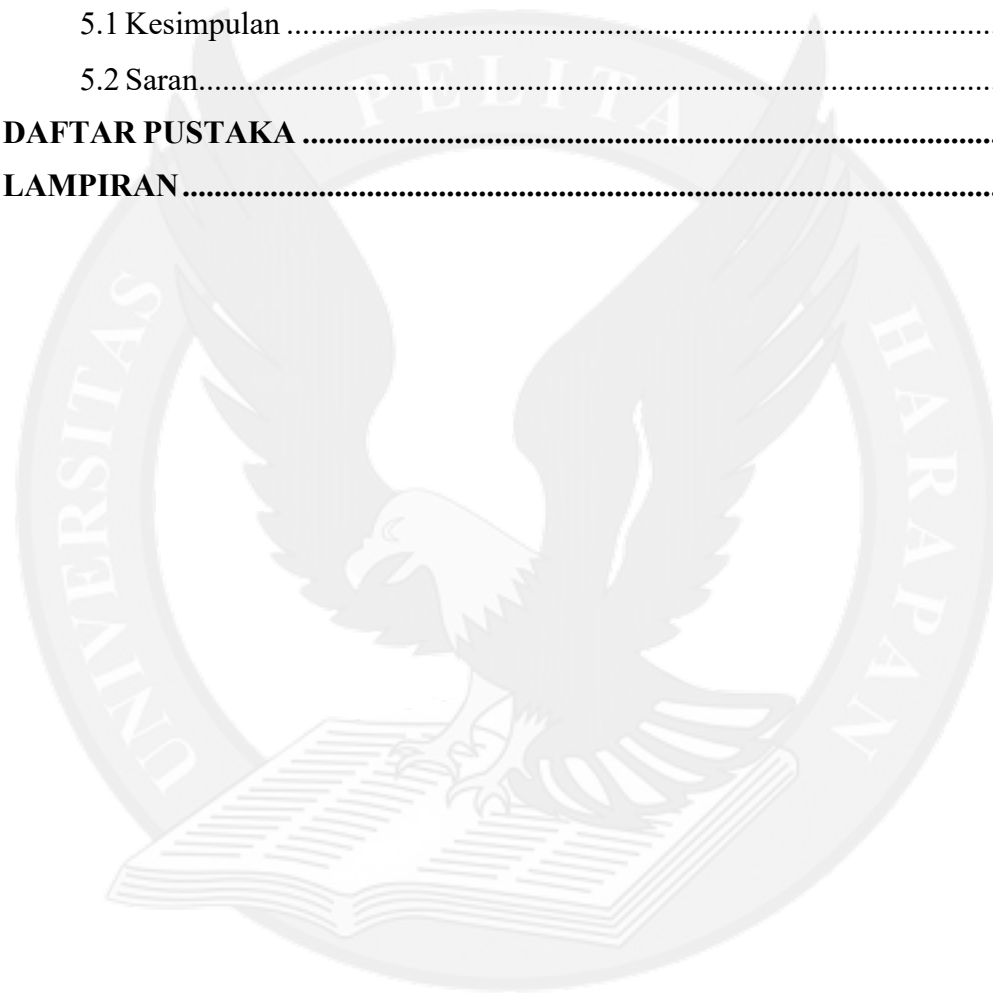 5.1 Kesimpulan ........................................................................................
5.2 Saran....................................................................................................
DAFTAR PUSTAKA .......................................................................................
LAMPIRAN......................................................................................................
UNIVERSITAS PELITA HARAPAN